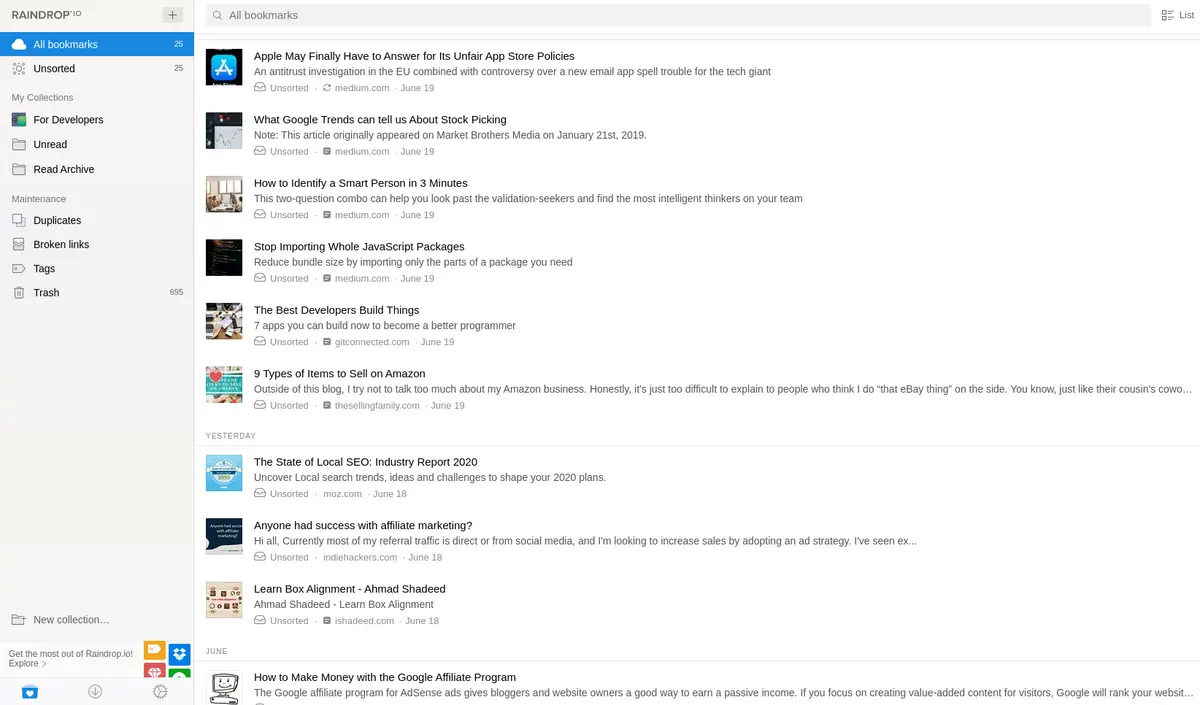 RAINDROP.IO
All bookmarks
List
All bookmarks 25
Unsorted 25
My Collections
For Developers
Unread
Read Archive
Maintenance
Duplicates
Broken links
Tags
Trash 695
New collection…
Get the most out of Raindrop.io!
Explore >
Apple May Finally Have to Answer for Its Unfair App Store Policies
An antitrust investigation in the EU combined with controversy over a new email app spell trouble for the tech giant
Unsorted · medium.com · June 19
What Google Trends can tell us About Stock Picking
Note: This article originally appeared on Market Brothers Media on January 21st, 2019.
Unsorted · medium.com · June 19
How to Identify a Smart Person in 3 Minutes
This two-question combo can help you look past the validation-seekers and find the most intelligent thinkers on your team
Unsorted · medium.com · June 19
Stop Importing Whole JavaScript Packages
Reduce bundle size by importing only the parts of a package you need
Unsorted · medium.com · June 19
The Best Developers Build Things
7 apps you can build now to become a better programmer
Unsorted · gitconnected.com · June 19
9 Types of Items to Sell on Amazon
Outside of this blog, I try not to talk too much about my Amazon business. Honestly, it's just too difficult to explain to people who think I do “that eBay thing” on the side. You know, just like their cousin's cowo…
Unsorted · thesellingfamily.com · June 19
YESTERDAY
The State of Local SEO: Industry Report 2020
Uncover Local search trends, ideas and challenges to shape your 2020 plans.
Unsorted · moz.com · June 18
Anyone had success with affiliate marketing?
Hi all, Currently most of my referral traffic is direct or from social media, and I'm looking to increase sales by adopting an ad strategy. I've seen ex...
Unsorted · indiehackers.com · June 18
Learn Box Alignment - Ahmad Shadeed
Ahmad Shadeed - Learn Box Alignment
Unsorted · ishadeed.com · June 18
JUNE
How to Make Money with the Google Affiliate Program
The Google affiliate program for AdSense ads gives bloggers and website owners a good way to earn a passive income. If you focus on creating value-added content for visitors, Google will rank your websit…